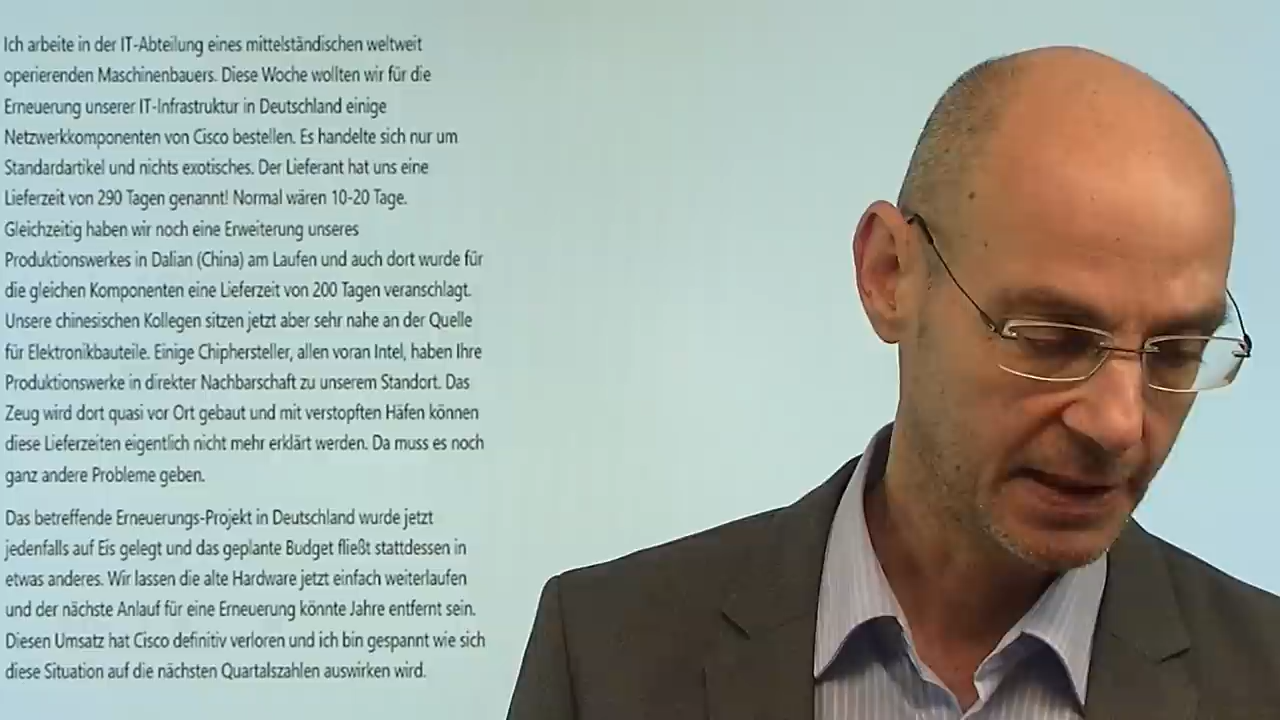 Ich arbeite in der IT-Abteilung eines mittelständischen weltweit
operierenden Maschinenbauers. Diese Woche wollten wir für die
Erneuerung unserer IT-Infrastruktur in Deutschland einige
Netzwerkkomponenten von Cisco bestellen. Es handelte sich nur um
Standardartikel und nichts exotisches. Der Lieferant hat uns eine
Lieferzeit von 290 Tagen genannt! Normal wären 10-20 Tage.
Gleichzeitig haben wir noch eine Erweiterung unseres
Produktionswerkes in Dalian (China) am Laufen und auch dort wurde für
die gleichen Komponenten eine Lieferzeit von 200 Tagen veranschlagt.
Unsere chinesischen Kollegen sitzen jetzt aber sehr nahe an der Quelle
für Elektronikbauteile. Einige Chiphersteller, allen voran Intel, haben Ihre
Produktionswerke in direkter Nachbarschaft zu unserem Standort. Das
Zeug wird dort quasi vor Ort gebaut und mit verstopften Häfen können
diese Lieferzeiten eigentlich nicht mehr erklärt werden. Da muss es noch
ganz andere Probleme geben.
Das betreffende Erneuerungs-Projekt in Deutschland wurde jetzt
jedenfalls auf Eis gelegt und das geplante Budget fließt stattdessen in
etwas anderes. Wir lassen die alte Hardware jetzt einfach weiterlaufen
und der nächste Anlauf für eine Erneuerung könnte Jahre entfernt sein.
Diesen Umsatz hat Cisco definitiv verloren und ich bin gespannt wie sich
diese Situation auf die nächsten Quartalszahlen auswirken wird.